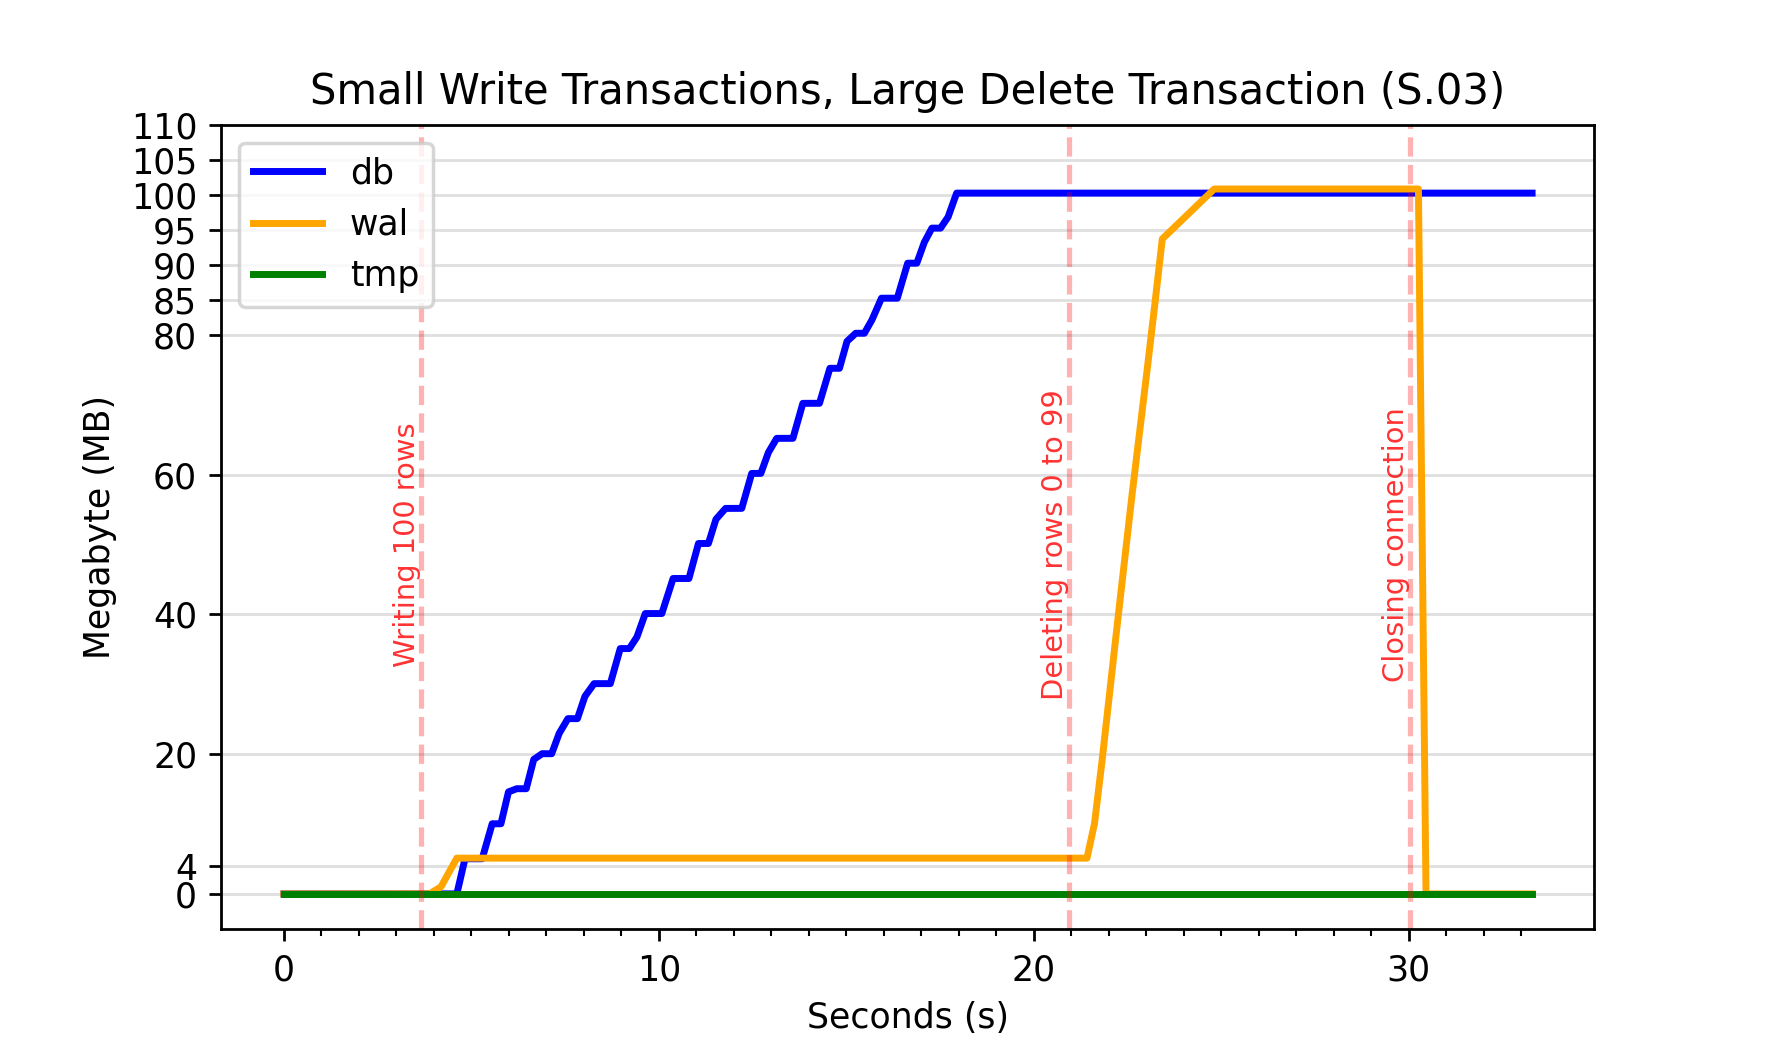 Small Write Transactions, Large Delete Transaction (S.03)
110
105
100
95
90
85
80
60
40
20
4
0
Megabyte (MB)
db
wal
tmp
Writing 100 rows
Deleting rows 0 to 99
Closing connection
0 10 20 30
Seconds (s)